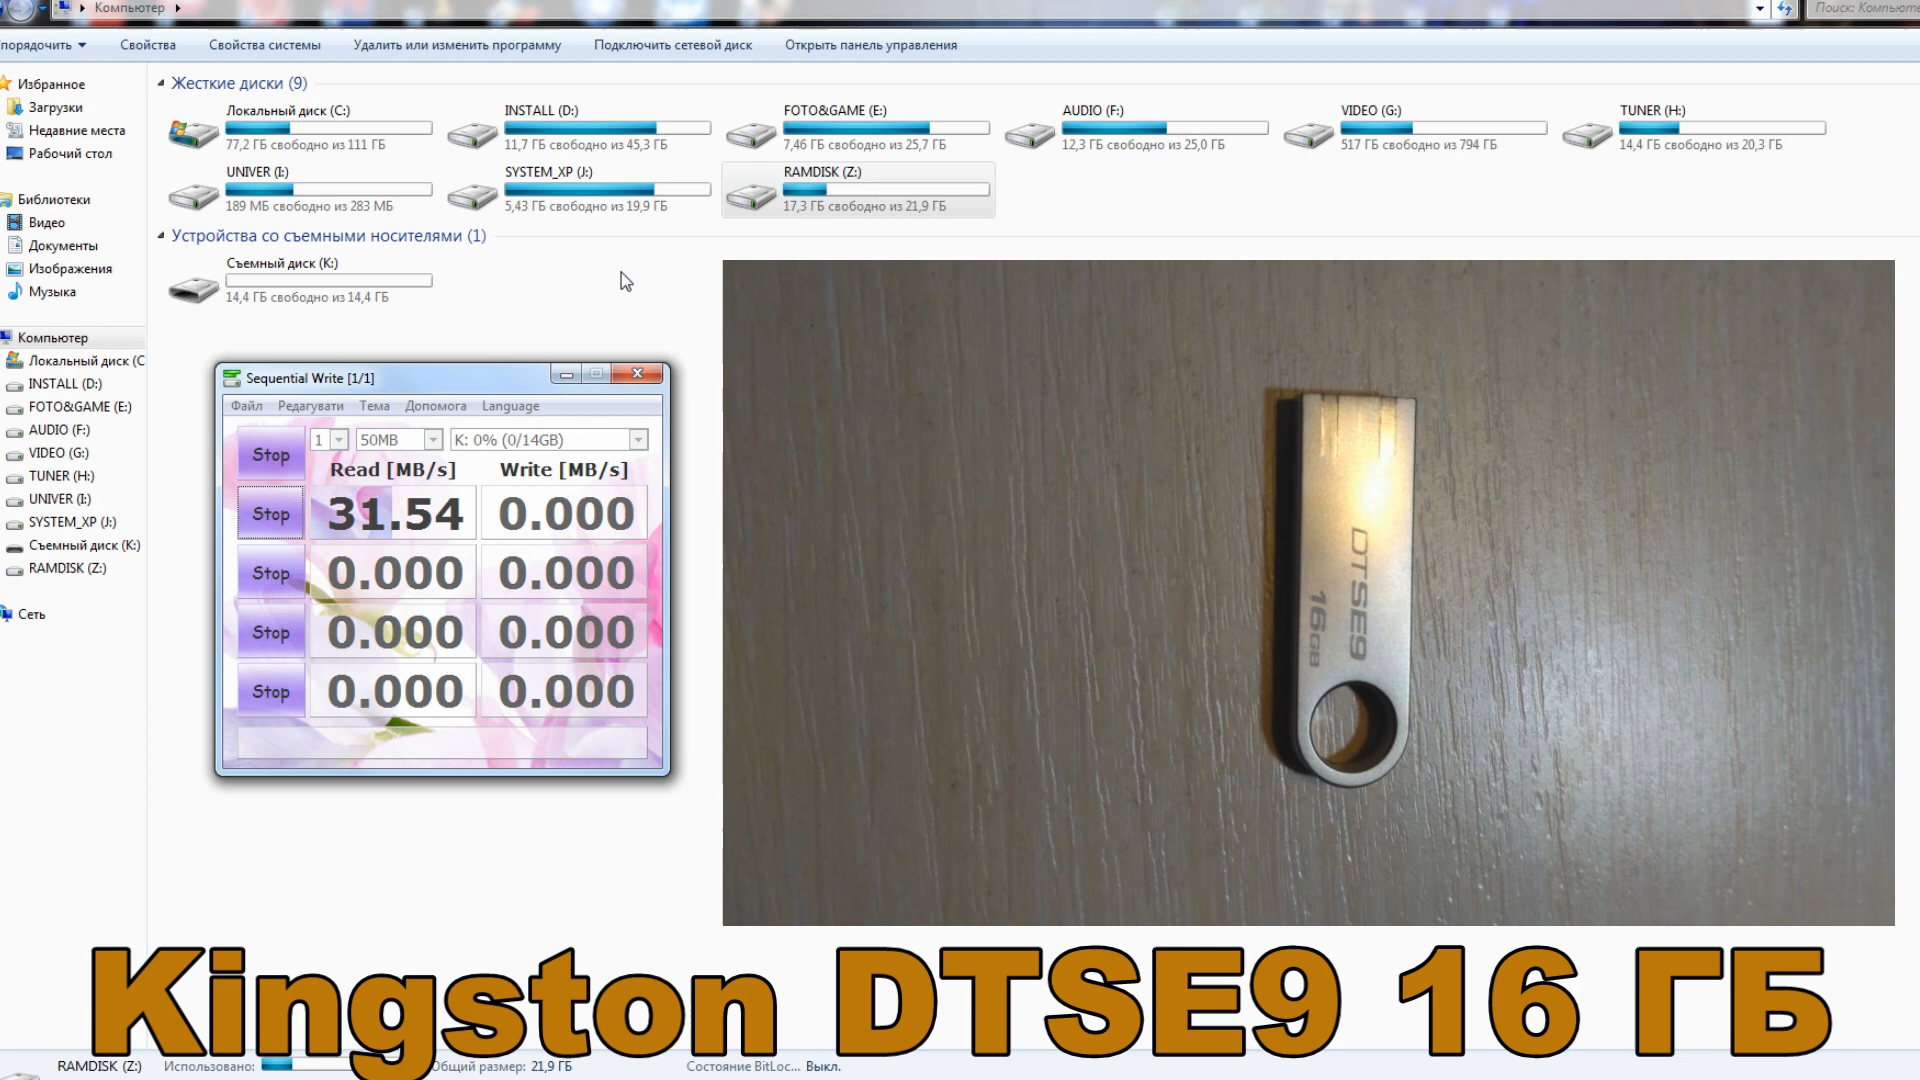 Компьютер
Поиск: Компьюте
порядочить
Свойства
Свойства системы
Удалить или изменить программу
Подключить сетевой диск
Открыть панель управления
Избранное
Загрузки
Недавние места
Рабочий стол
Библиотеки
Видео
Документы
Изображения
Музыка
Компьютер
Локальный диск (C
INSTALL (D:)
FOTO&GAME (E:)
AUDIO (F:)
VIDEO (G:)
TUNER (H:)
UNIVER (I:)
SYSTEM_XP (J:)
Съемный диск (K:)
RAMDISK (Z:)
Сеть
Жесткие диски (9)
Локальный диск (C:)
77,2 ГБ свободно из 111 ГБ
INSTALL (D:)
11,7 ГБ свободно из 45,3 ГБ
FOTO&GAME (E:)
7,46 ГБ свободно из 25,7 ГБ
AUDIO (F:)
12,3 ГБ свободно из 25,0 ГБ
VIDEO (G:)
517 ГБ свободно из 794 ГБ
TUNER (H:)
14,4 ГБ свободно из 20,3 ГБ
UNIVER (I:)
189 МБ свободно из 283 МБ
SYSTEM_XP (J:)
5,43 ГБ свободно из 19,9 ГБ
RAMDISK (Z:)
17,3 ГБ свободно из 21,9 ГБ
Устройства со съемными носителями (1)
Съемный диск (K:)
14,4 ГБ свободно из 14,4 ГБ
Sequential Write [1/1]
Файл Редагувати Тема Допомога Language
Stop 1 50MB K: 0% (0/14GB)
Read [MB/s] Write [MB/s]
Stop 31.54 0.000
Stop 0.000 0.000
Stop 0.000 0.000
Stop 0.000 0.000
DTSE9
16GB
Kingston DTSE9 16 ГБ
RAMDISK (Z:) Использовано: Общий размер: 21,9 ГБ Состояние BitLoc... Выкл.